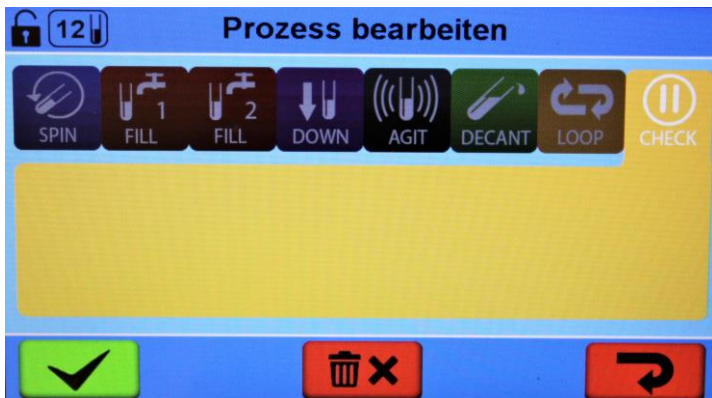 12 Prozess bearbeiten
1 2
SPIN FILL FILL DOWN AGIT DECANT LOOP CHECK